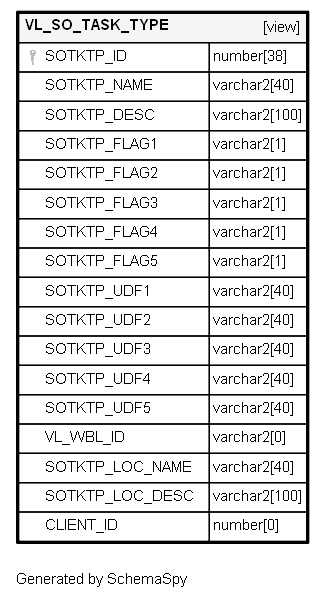 VL_SO_TASK_TYPE [view]
SOTKTP_ID number[38]
SOTKTP_NAME varchar2[40]
SOTKTP_DESC varchar2[100]
SOTKTP_FLAG1 varchar2[1]
SOTKTP_FLAG2 varchar2[1]
SOTKTP_FLAG3 varchar2[1]
SOTKTP_FLAG4 varchar2[1]
SOTKTP_FLAG5 varchar2[1]
SOTKTP_UDF1 varchar2[40]
SOTKTP_UDF2 varchar2[40]
SOTKTP_UDF3 varchar2[40]
SOTKTP_UDF4 varchar2[40]
SOTKTP_UDF5 varchar2[40]
VL_WBL_ID varchar2[0]
SOTKTP_LOC_NAME varchar2[40]
SOTKTP_LOC_DESC varchar2[100]
CLIENT_ID number[0]
Generated by SchemaSpy